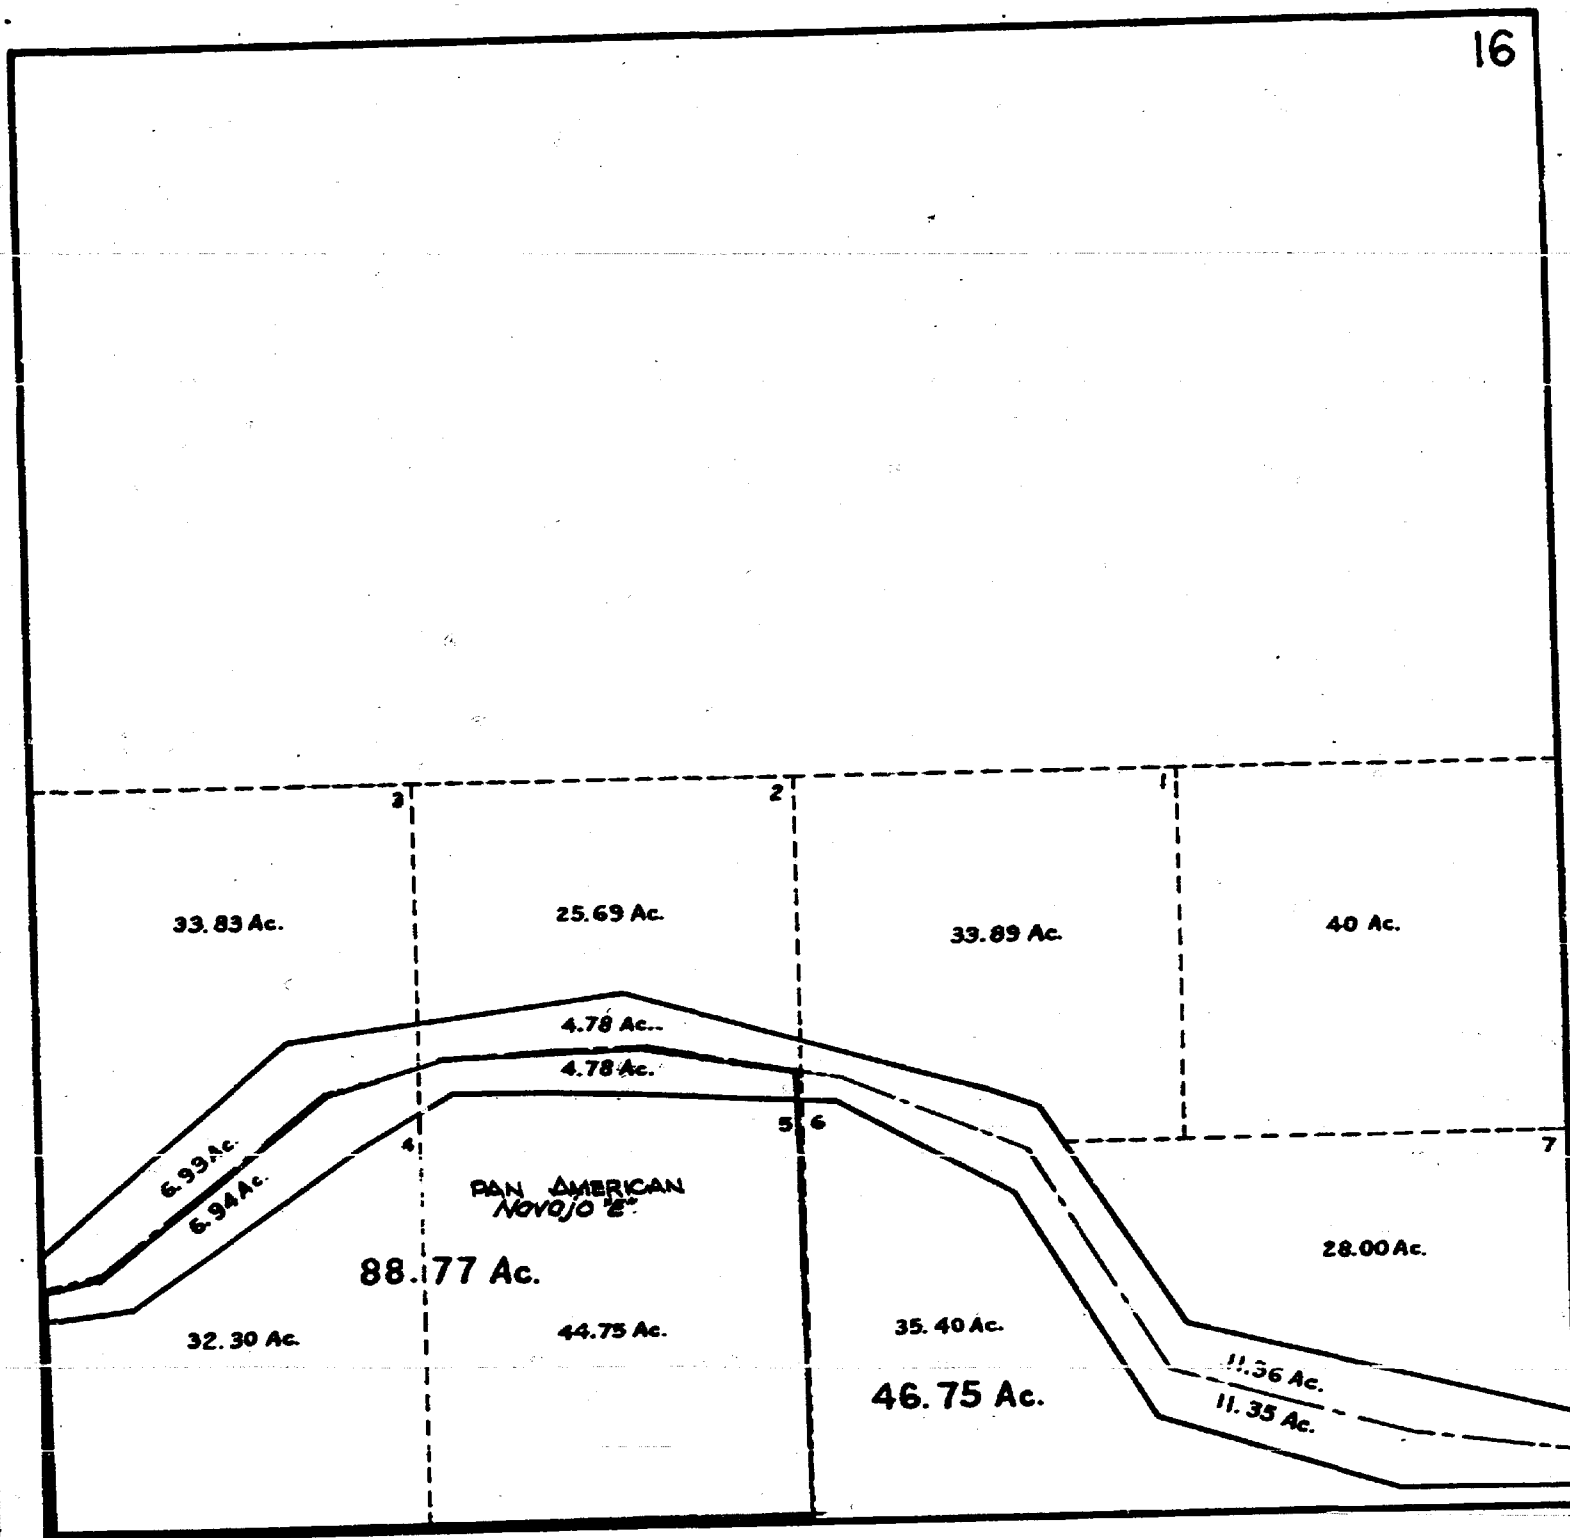 16
3
2
1
33.83 Ac.
25.69 Ac.
33.89 Ac.
40 Ac.
4.78 Ac.
4.78 Ac.
4
5
6
7
6.93 Ac.
6.94 Ac.
PAN AMERICAN
NOVOJO "E"
88.77 Ac.
28.00 Ac.
32.30 Ac.
44.75 Ac.
35.40 Ac.
46.75 Ac.
11.36 Ac.
11.35 Ac.